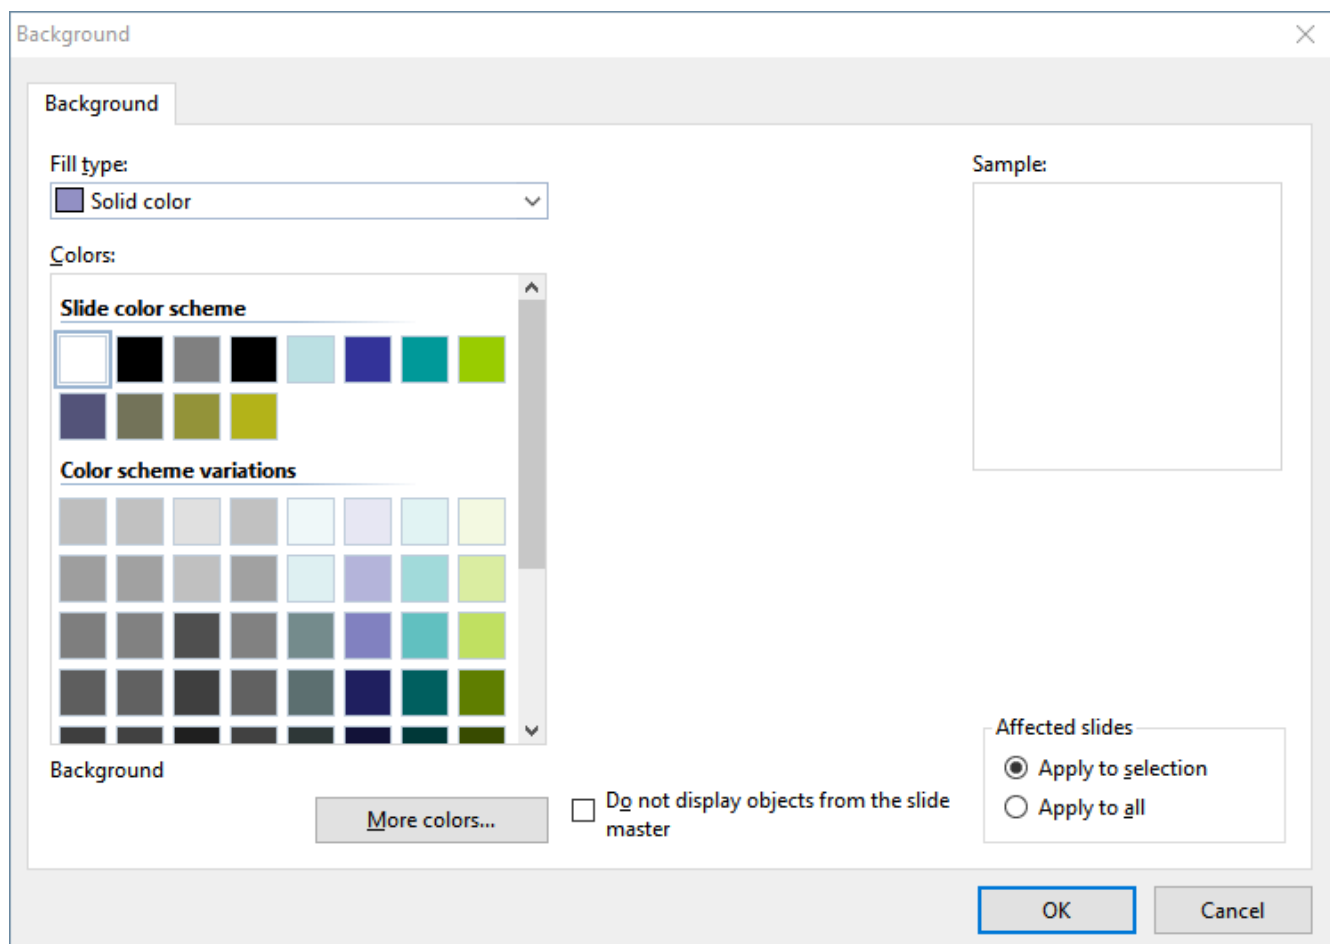 Background
Background
Fill type:
Solid color
Colors:
Slide color scheme
Color scheme variations
Background
More colors...
Do not display objects from the slide
master
Sample:
Affected slides
Apply to selection
Apply to all
OK
Cancel